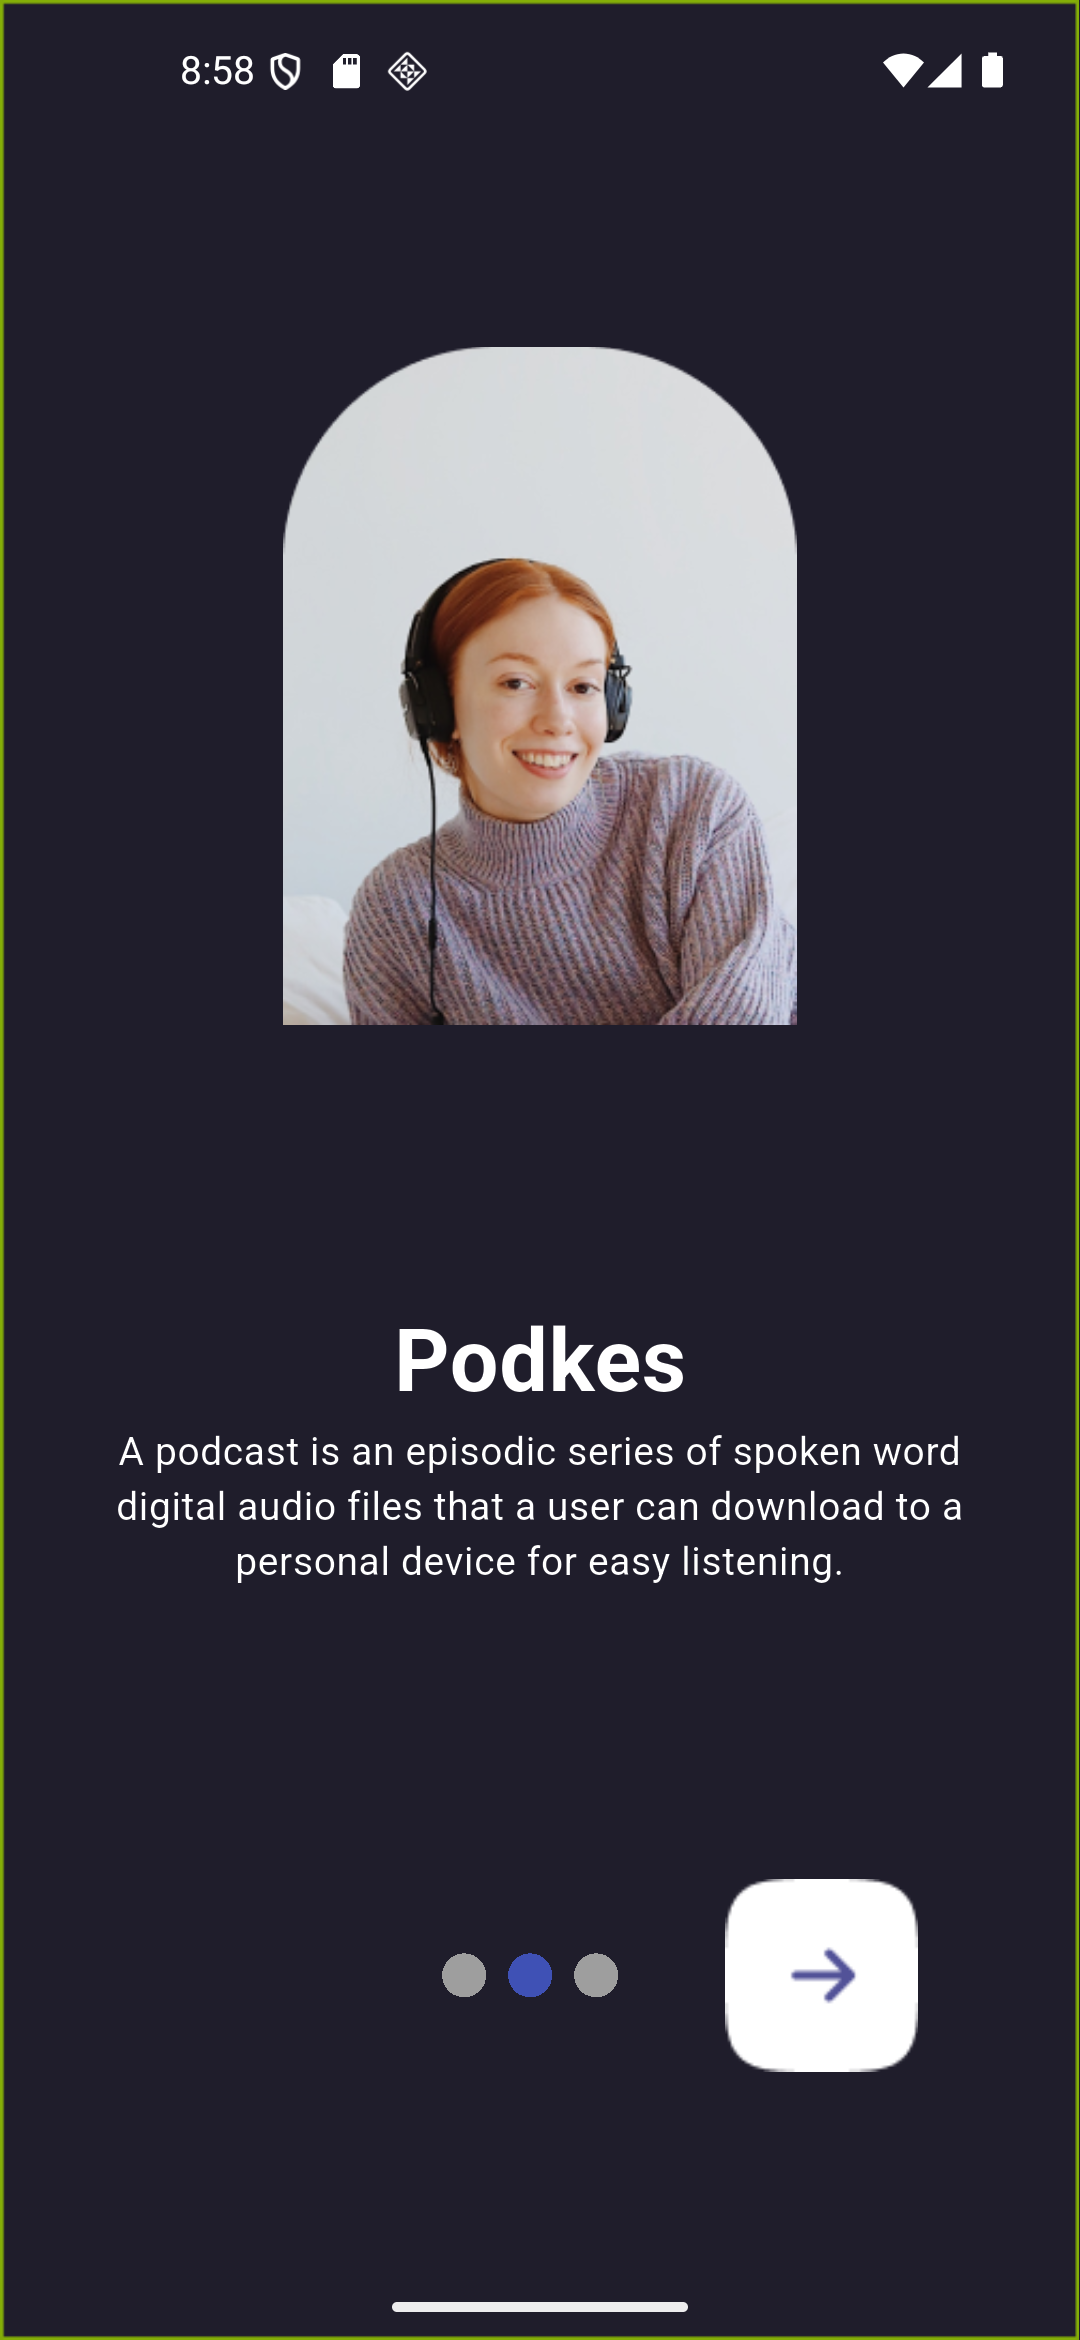 8:58
Podkes
A podcast is an episodic series of spoken word
digital audio files that a user can download to a
personal device for easy listening.